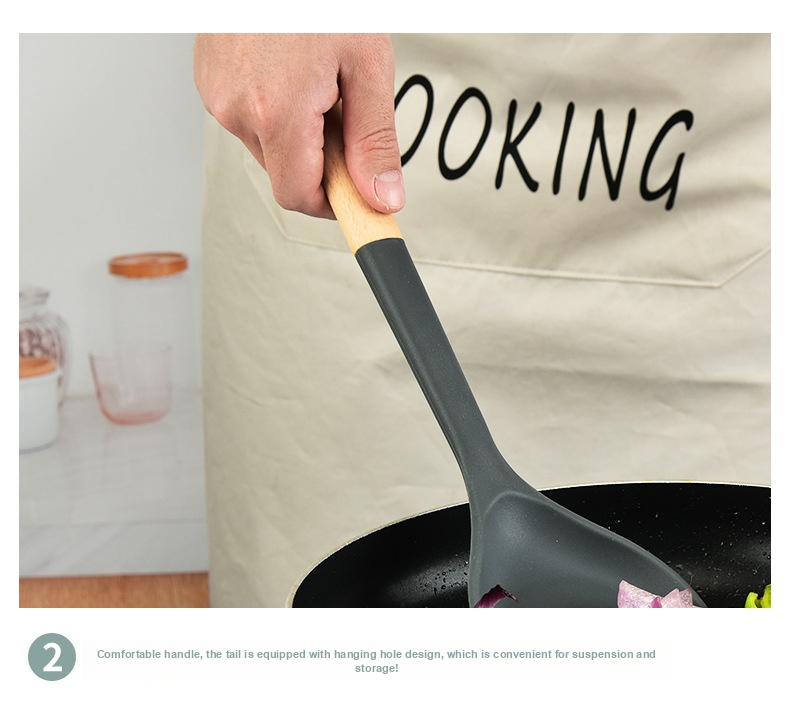 OOKING
2
Comfortable handle, the tail is equipped with hanging hole design, which is convenient for suspension and
storage!